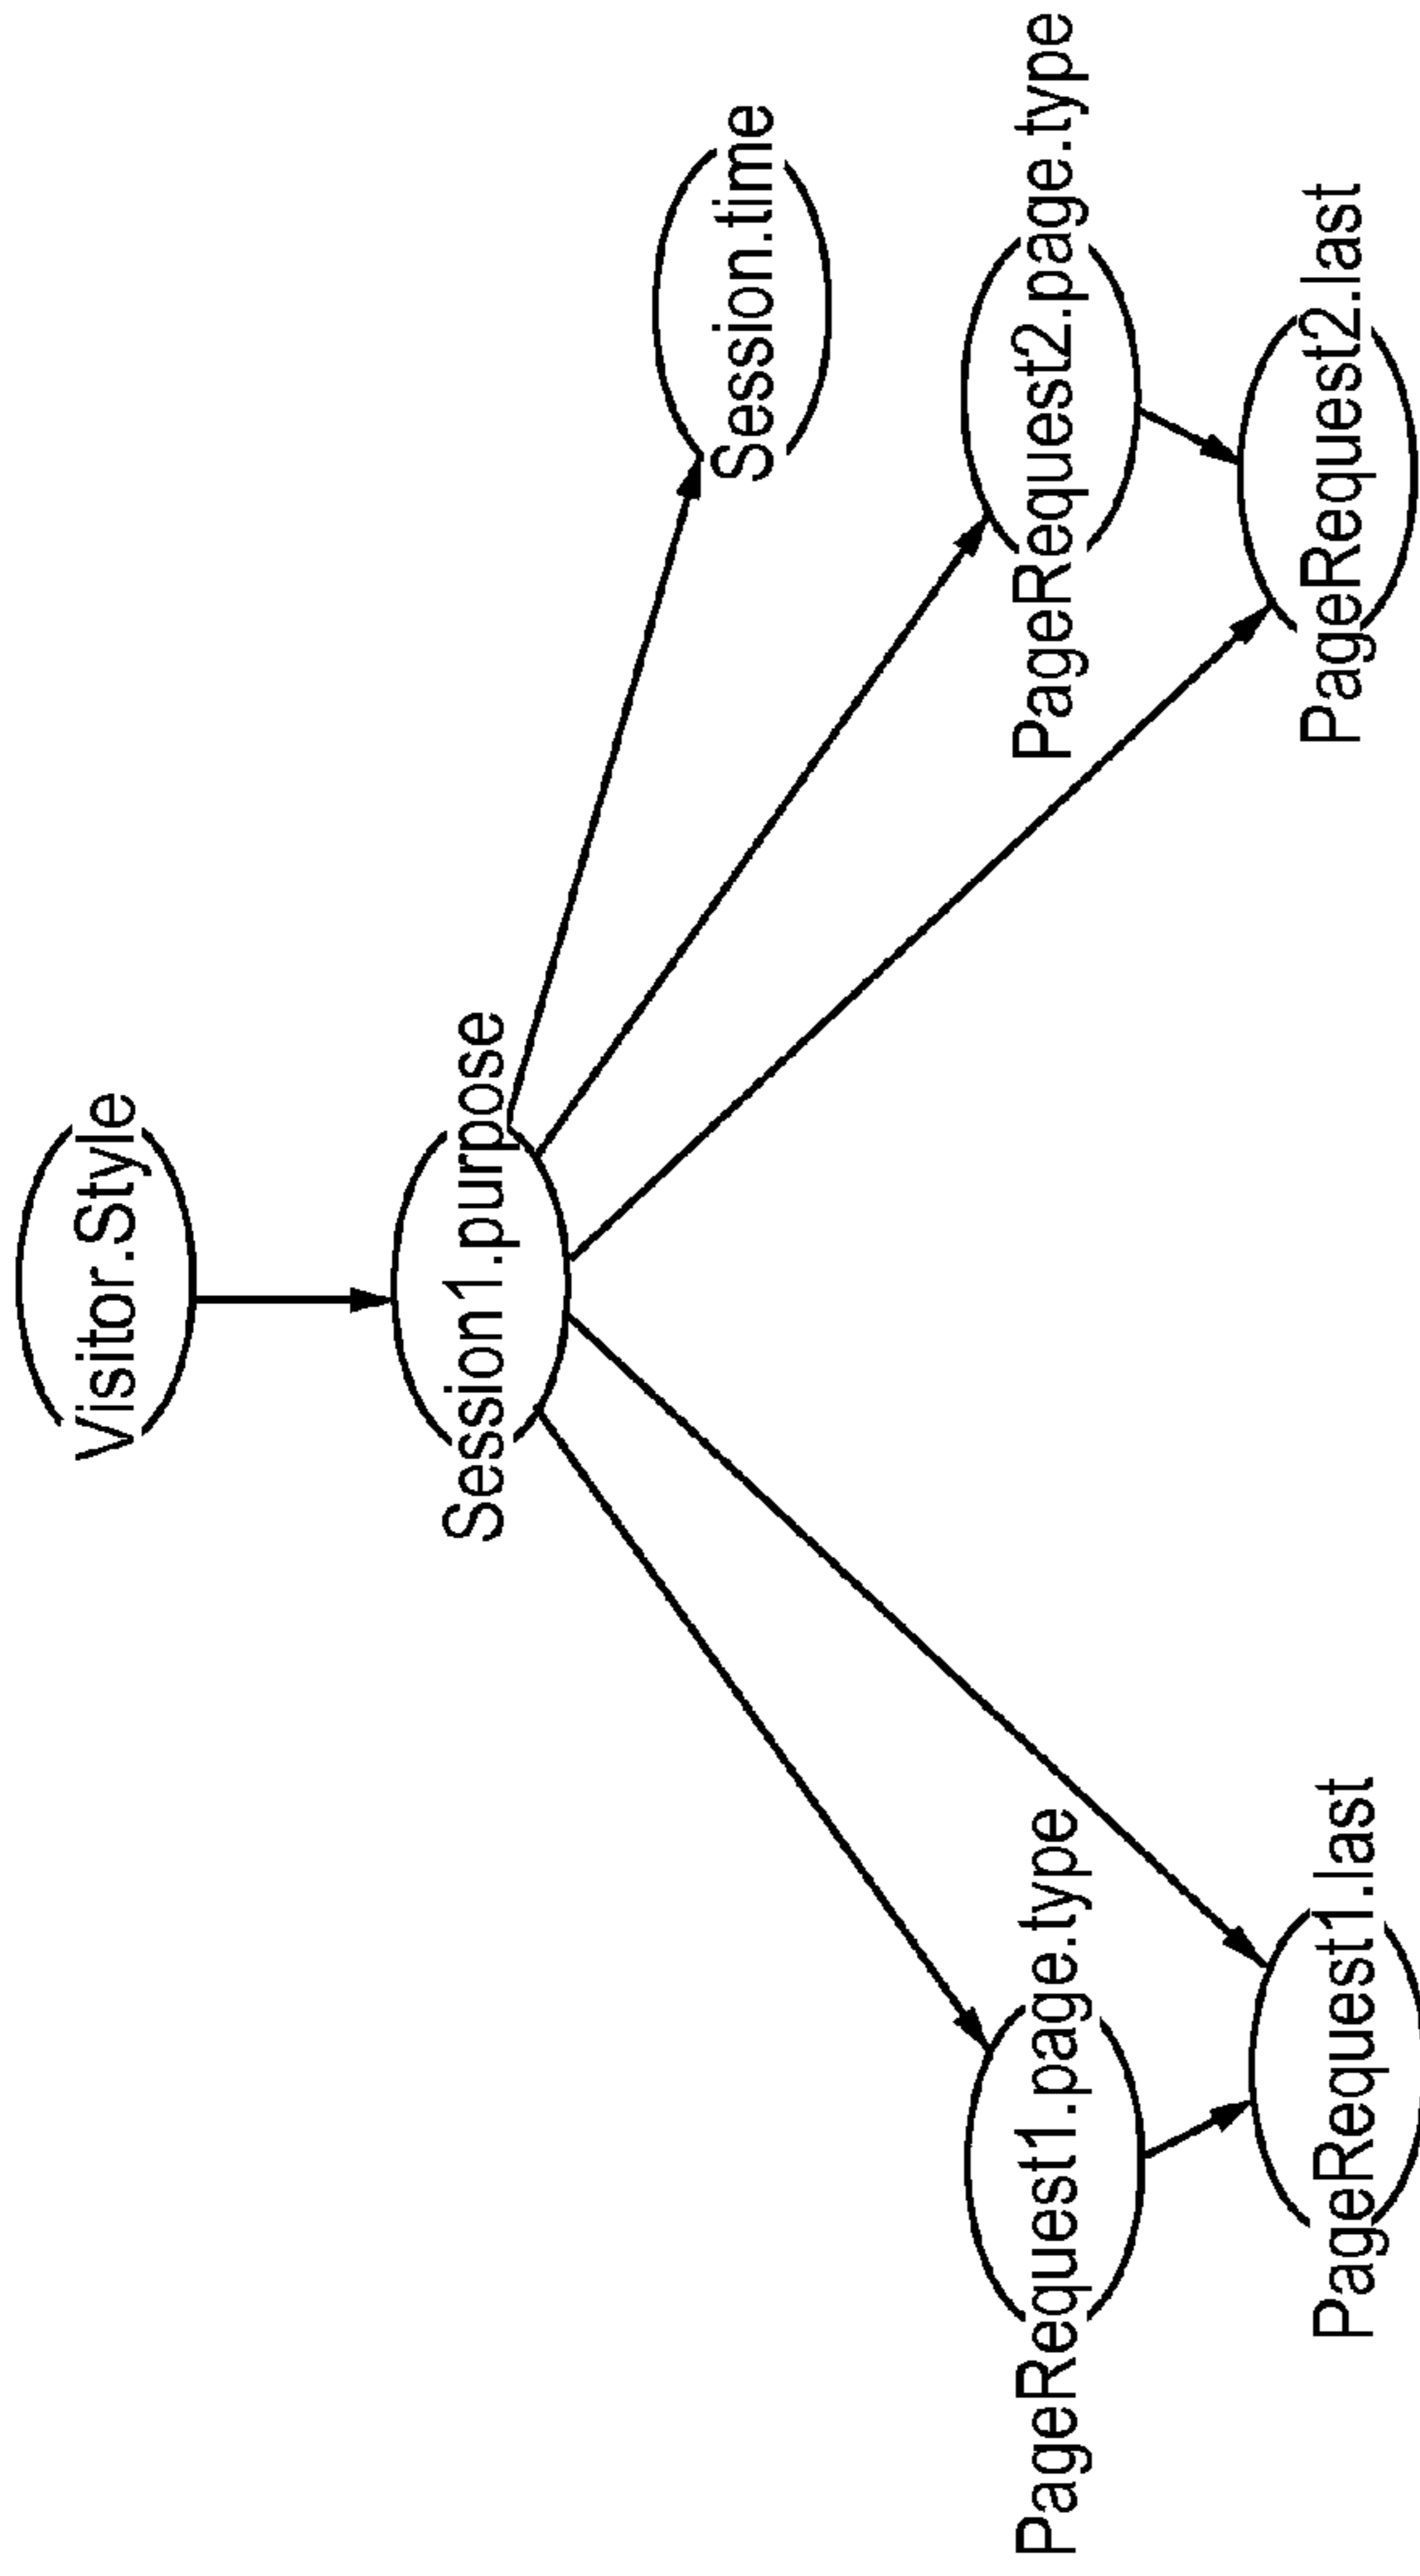 Visitor.Style
Session1.purpose
Session.time
PageRequest1.page.type
PageRequest2.page.type
PageRequest1.last
PageRequest2.last